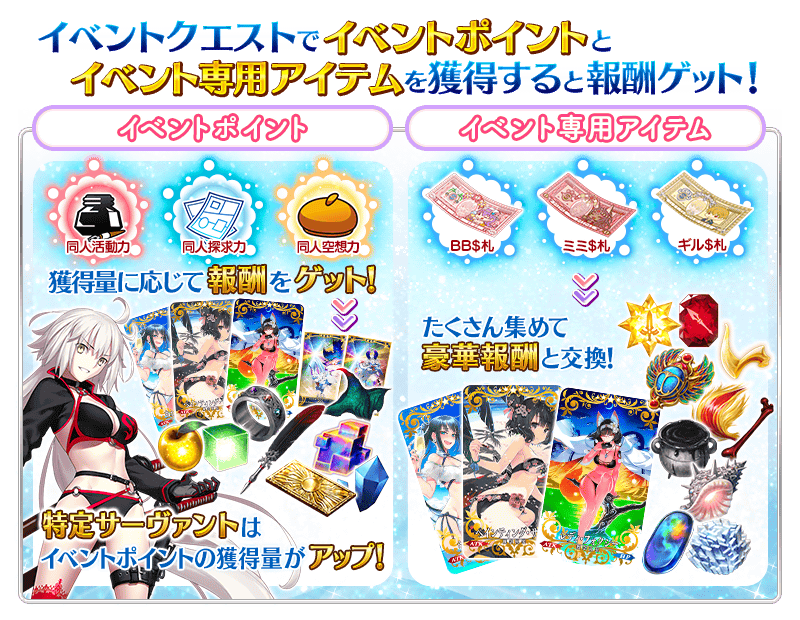 イベントクエストでイベントポイントと
イベント専用アイテムを獲得すると報酬ゲット!
イベントポイント
イベント専用アイテム
同人活動力
同人探求力
同人空想力
BB$札
ミミ$札
ギル$札
獲得量に応じて報酬をゲット!
たくさん集めて
豪華報酬と交換!
特定サーヴァントは
イベントポイントの獲得量がアップ!